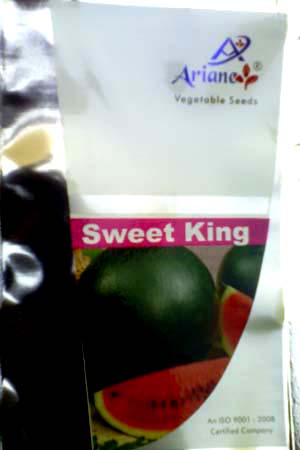 Ariane®
Vegetable Seeds
Sweet King
An ISO 9001 : 2008
Certified Company